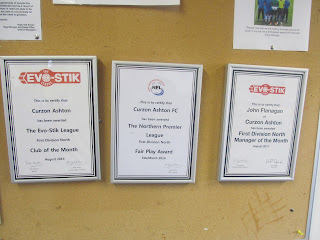 EVO-STIK
This is to certify that
Curzon Ashton
has been awarded
The Evo-Stik League
First Division North
Club of the Month
NPL
This is to certify that
Curzon Ashton FC
has been awarded
The Northern Premier
League
First Division North
Fair Play Award
EVO-STIK
This is to certify that
John Flanagan
of
Curzon Ashton
has been awarded
First Division North
Manager of the Month